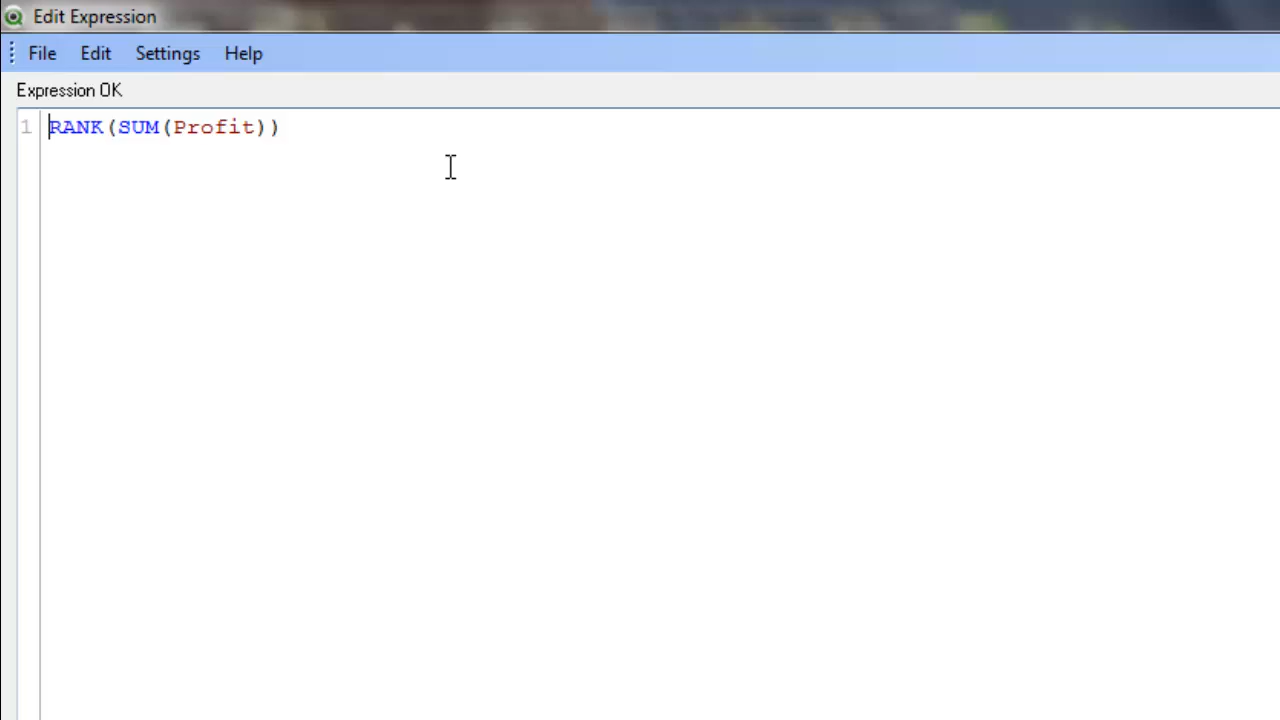 Edit Expression
File Edit Settings Help
Expression OK
1 RANK(SUM(Profit))